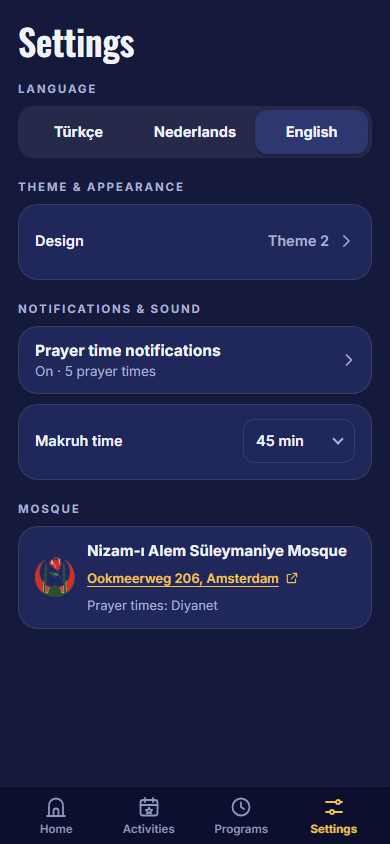 Settings
LANGUAGE
Türkçe Nederlands English
THEME & APPEARANCE
Design Theme 2
NOTIFICATIONS & SOUND
Prayer time notifications
On · 5 prayer times
Makruh time 45 min
MOSQUE
Nizam-ı Alem Süleymaniye Mosque
Ookmeerweg 206, Amsterdam
Prayer times: Diyanet
Home Activities Programs Settings